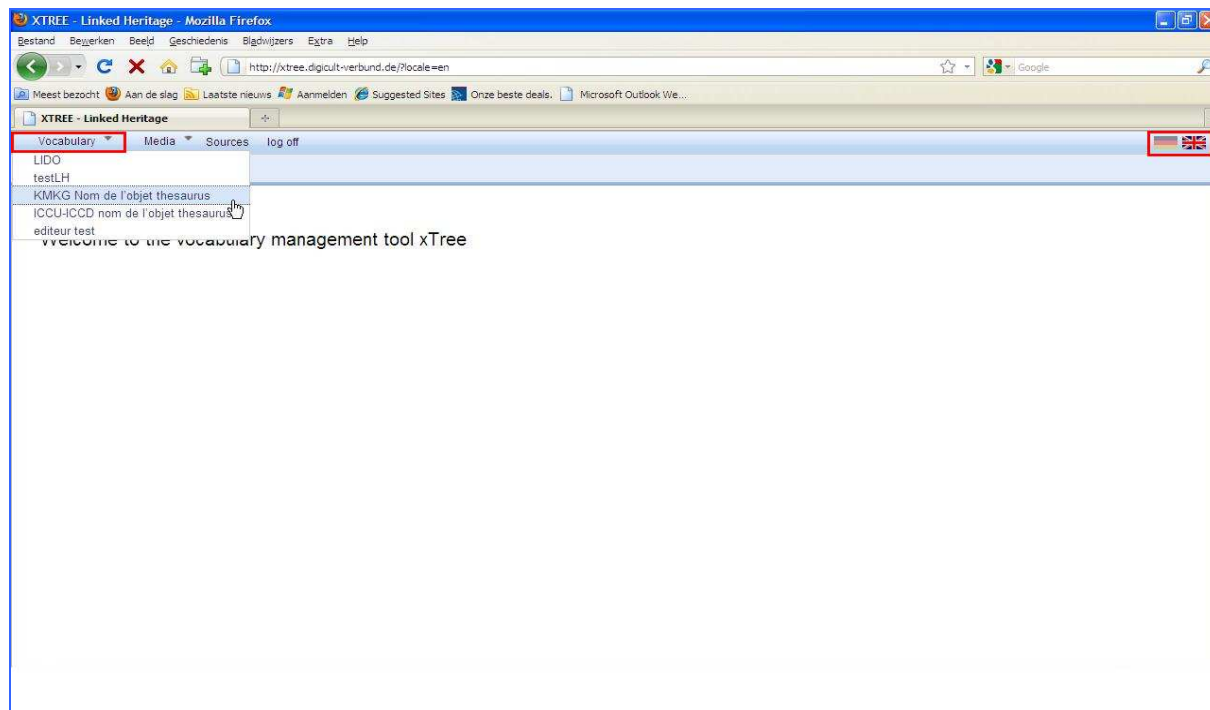 XTREE - Linked Heritage - Mozilla Firefox
Bestand Bewerken Beeld Geschiedenis Bladwijzers Extra Help
http://xtree.digicult-verbund.de/?locale=en Google
Meest bezocht Aan de slag Laatste nieuws Aanmelden Suggested Sites Onze beste deals. Microsoft Outlook We...
XTREE - Linked Heritage
Vocabulary Media Sources log off
LIDO
testLH
KMKG Nom de l'objet thesaurus
ICCU-ICCD nom de l'objet thesaurus
editeur test
Welcome to the vocabulary management tool xTree